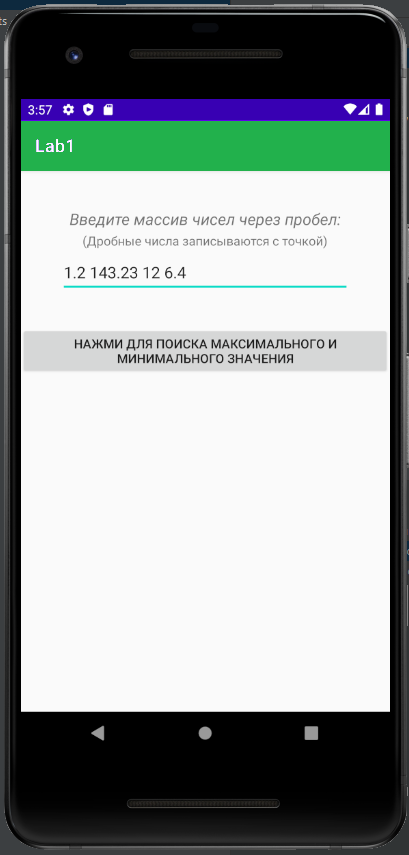 ts
3:57
Lab1
Введите массив чисел через пробел:
(Дробные числа записываются с точкой)
1.2 143.23 12 6.4
НАЖМИ ДЛЯ ПОИСКА МАКСИМАЛЬНОГО И
МИНИМАЛЬНОГО ЗНАЧЕНИЯ